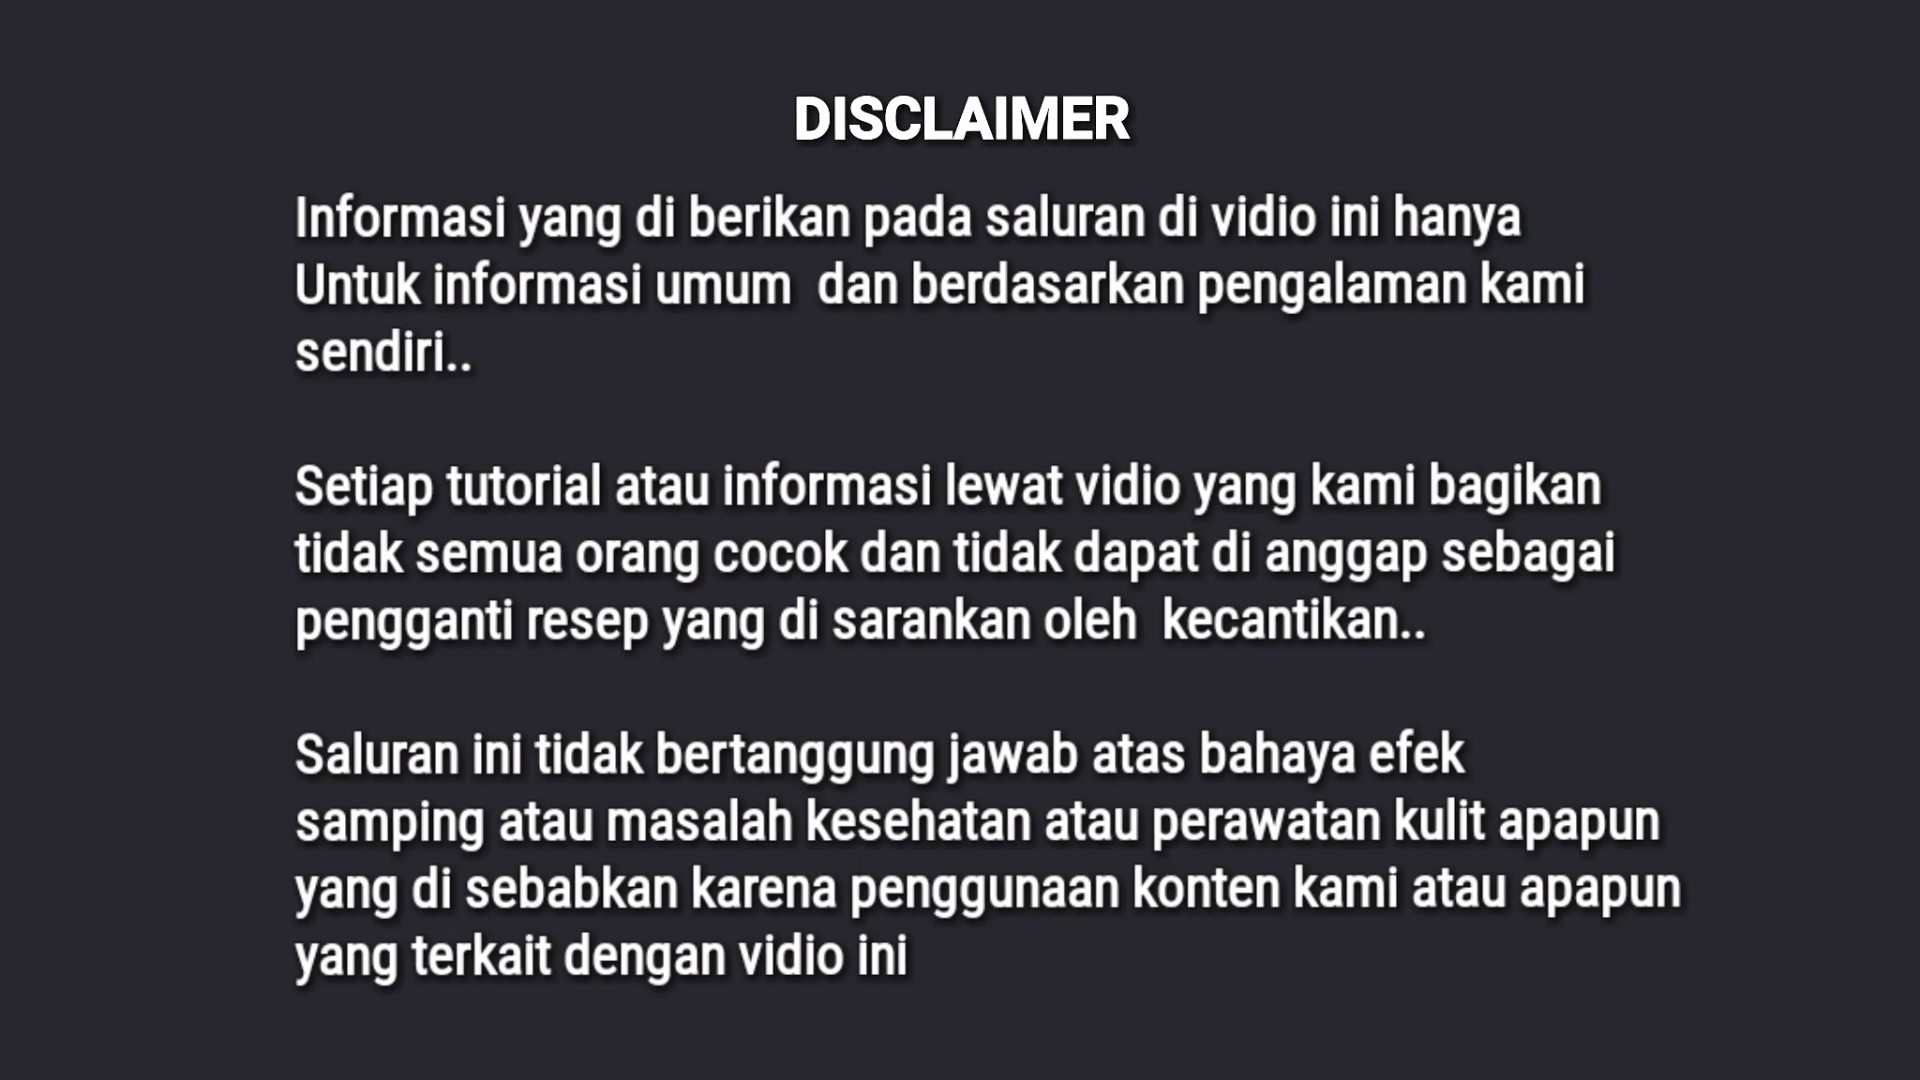 DISCLAIMER
Informasi yang di berikan pada saluran di vidio ini hanya
Untuk informasi umum  dan berdasarkan pengalaman kami
sendiri..
Setiap tutorial atau informasi lewat vidio yang kami bagikan
tidak semua orang cocok dan tidak dapat di anggap sebagai
pengganti resep yang di sarankan oleh  kecantikan..
Saluran ini tidak bertanggung jawab atas bahaya efek
samping atau masalah kesehatan atau perawatan kulit apapun
yang di sebabkan karena penggunaan konten kami atau apapun
yang terkait dengan vidio ini